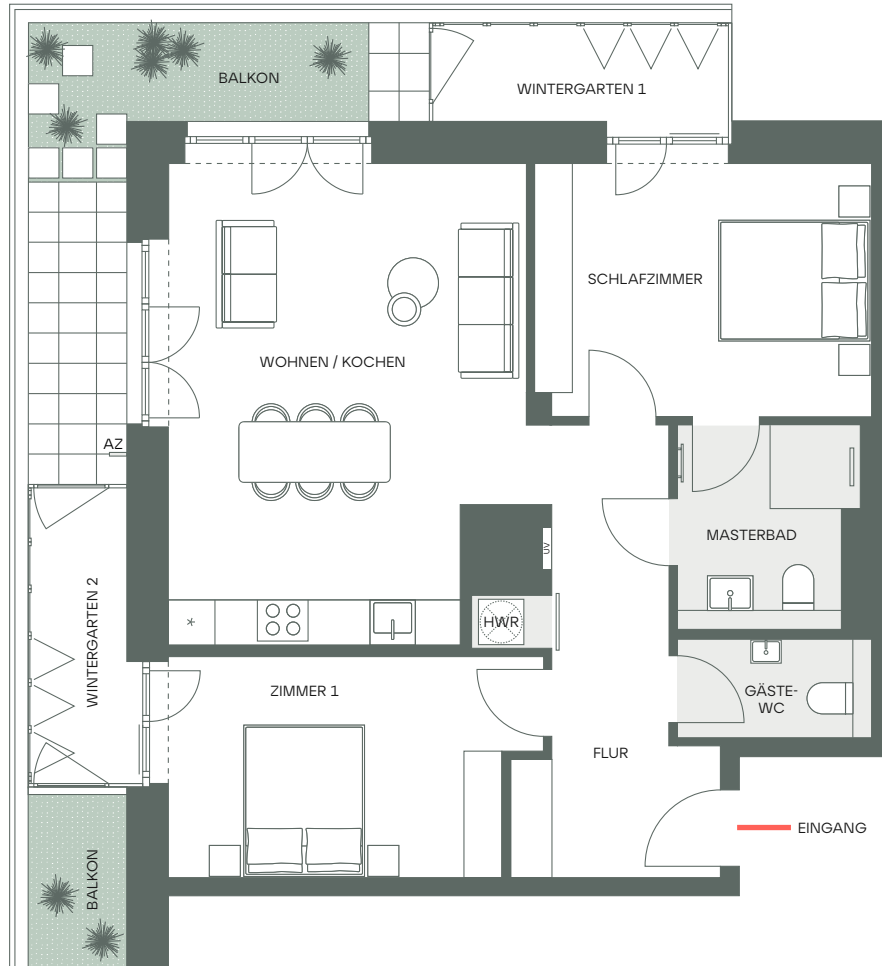 BALKON
WINTERGARTEN 1
SCHLAFZIMMER
WOHNEN / KOCHEN
AZ
MASTERBAD
UV
WINTERGARTEN 2
*
HWR
ZIMMER 1
GÄSTE-
WC
FLUR
EINGANG
BALKON